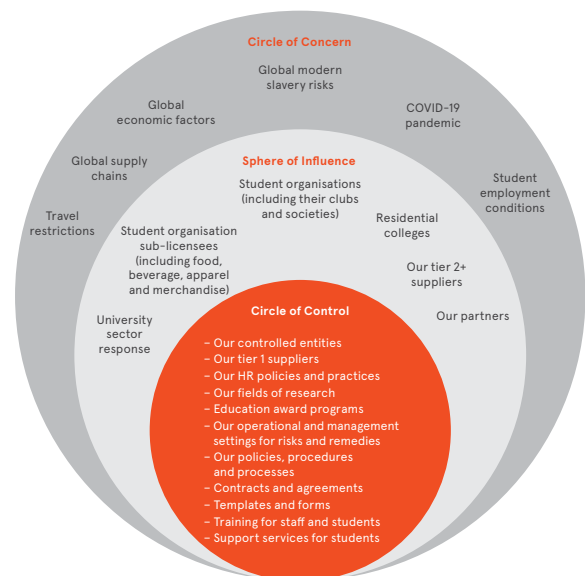 Circle of Concern
Global modern
slavery risks
Global
economic factors
COVID-19
pandemic
Global supply
chains
Student
employment
conditions
Travel
restrictions
Sphere of Influence
Student organisations
(including their clubs
and societies)
Residential
colleges
Student organisation
sub-licensees
(including food,
beverage, apparel
and merchandise)
Our tier 2+
suppliers
University
sector
response
Our partners
Circle of Control
– Our controlled entities
– Our tier 1 suppliers
– Our HR policies and practices
– Our fields of research
– Education award programs
– Our operational and management
settings for risks and remedies
– Our policies, procedures
and processes
– Contracts and agreements
– Templates and forms
– Training for staff and students
– Support services for students